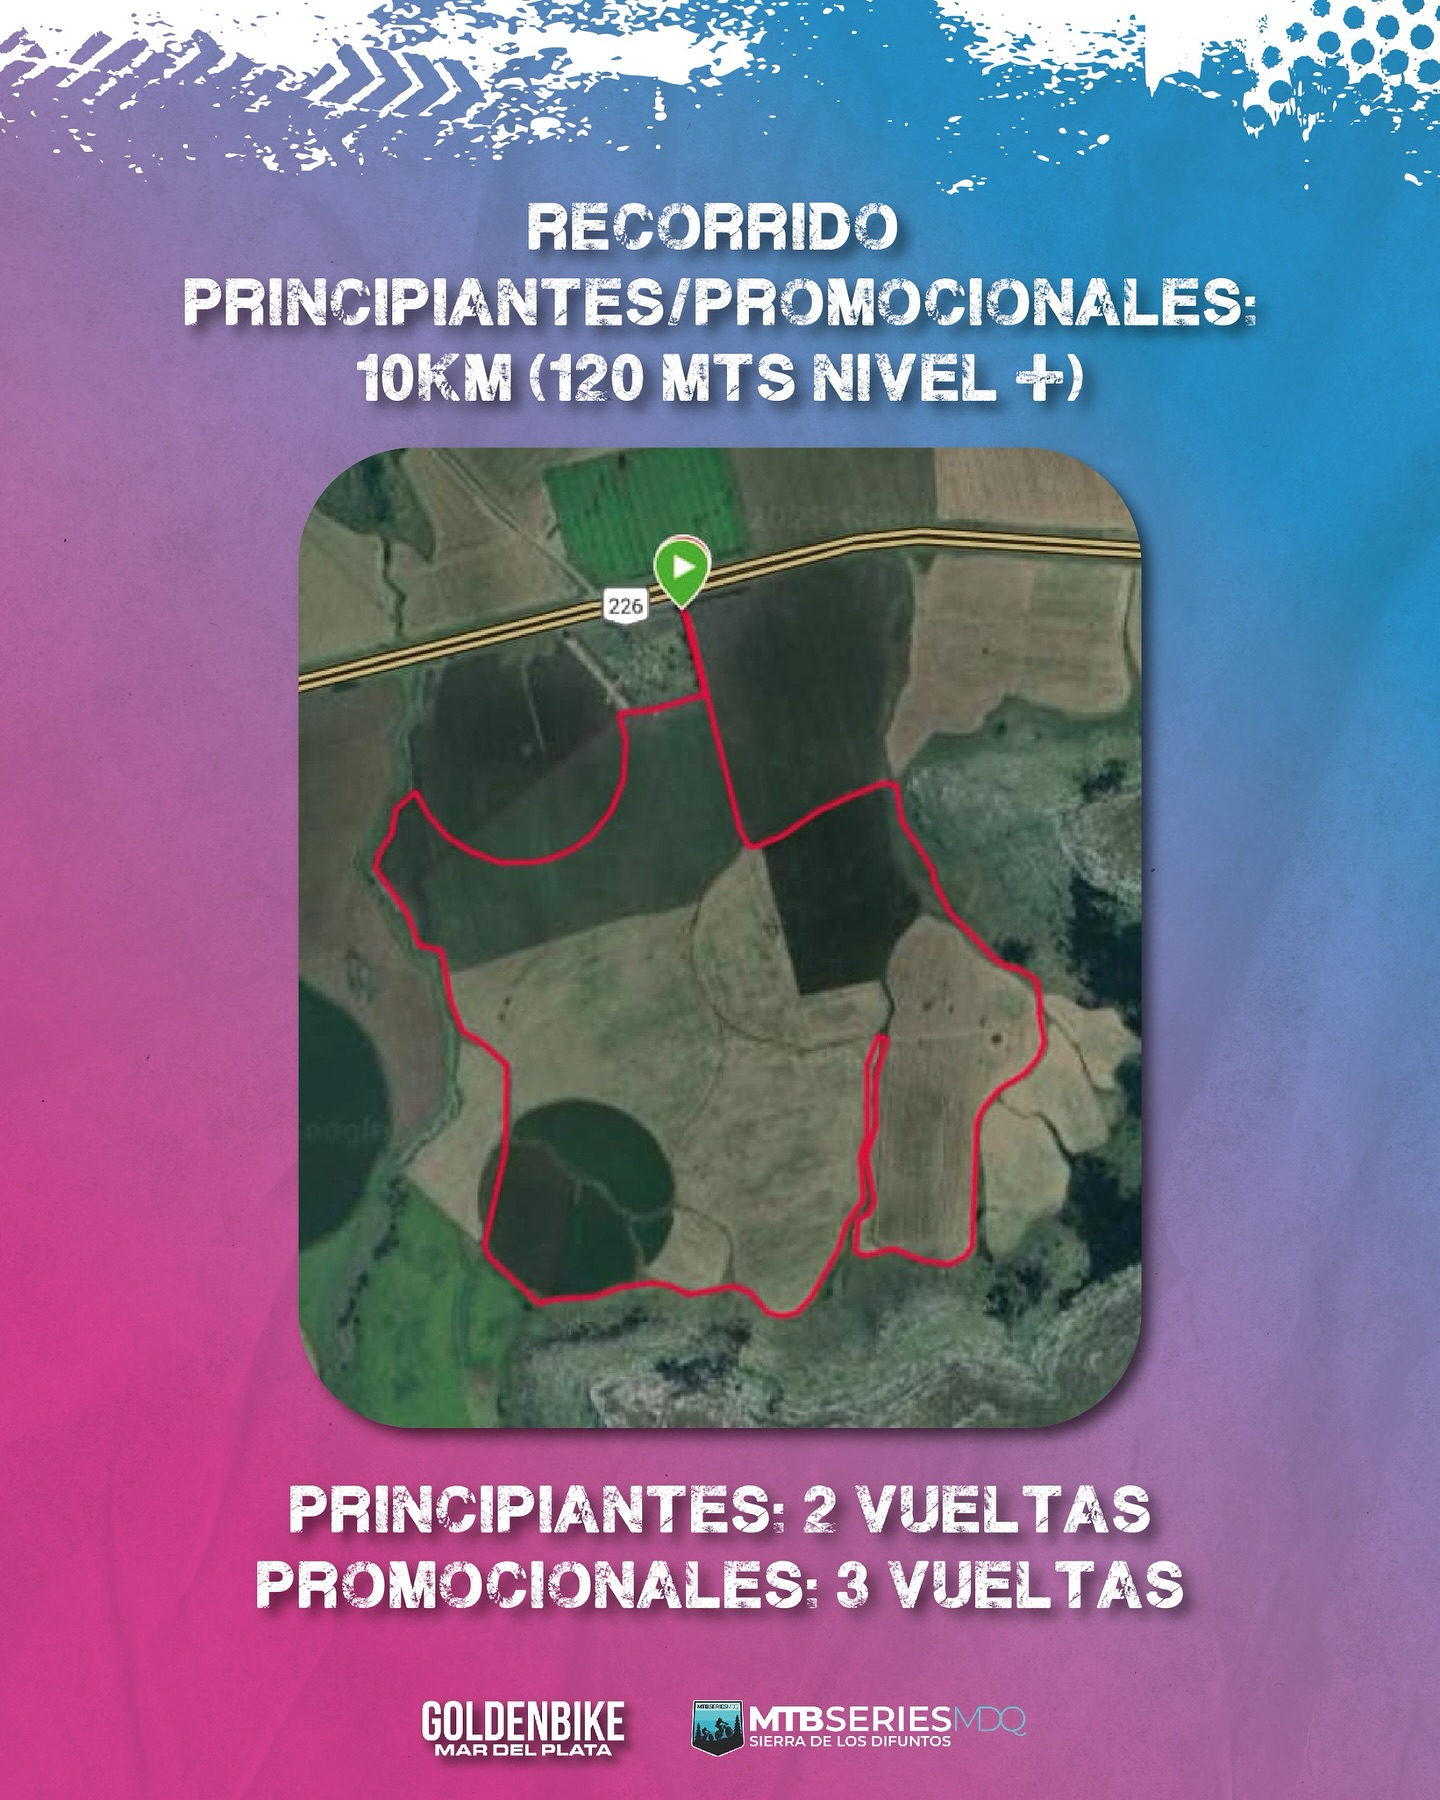 RECORRIDO
PRINCIPIANTES/PROMOCIONALES:
10KM (120 MTS NIVEL +)
226
PRINCIPIANTES: 2 VUELTAS
PROMOCIONALES: 3 VUELTAS
GOLDENBIKE
MAR DEL PLATA
MTBSERIESMDQ
SIERRA DE LOS DIFUNTOS